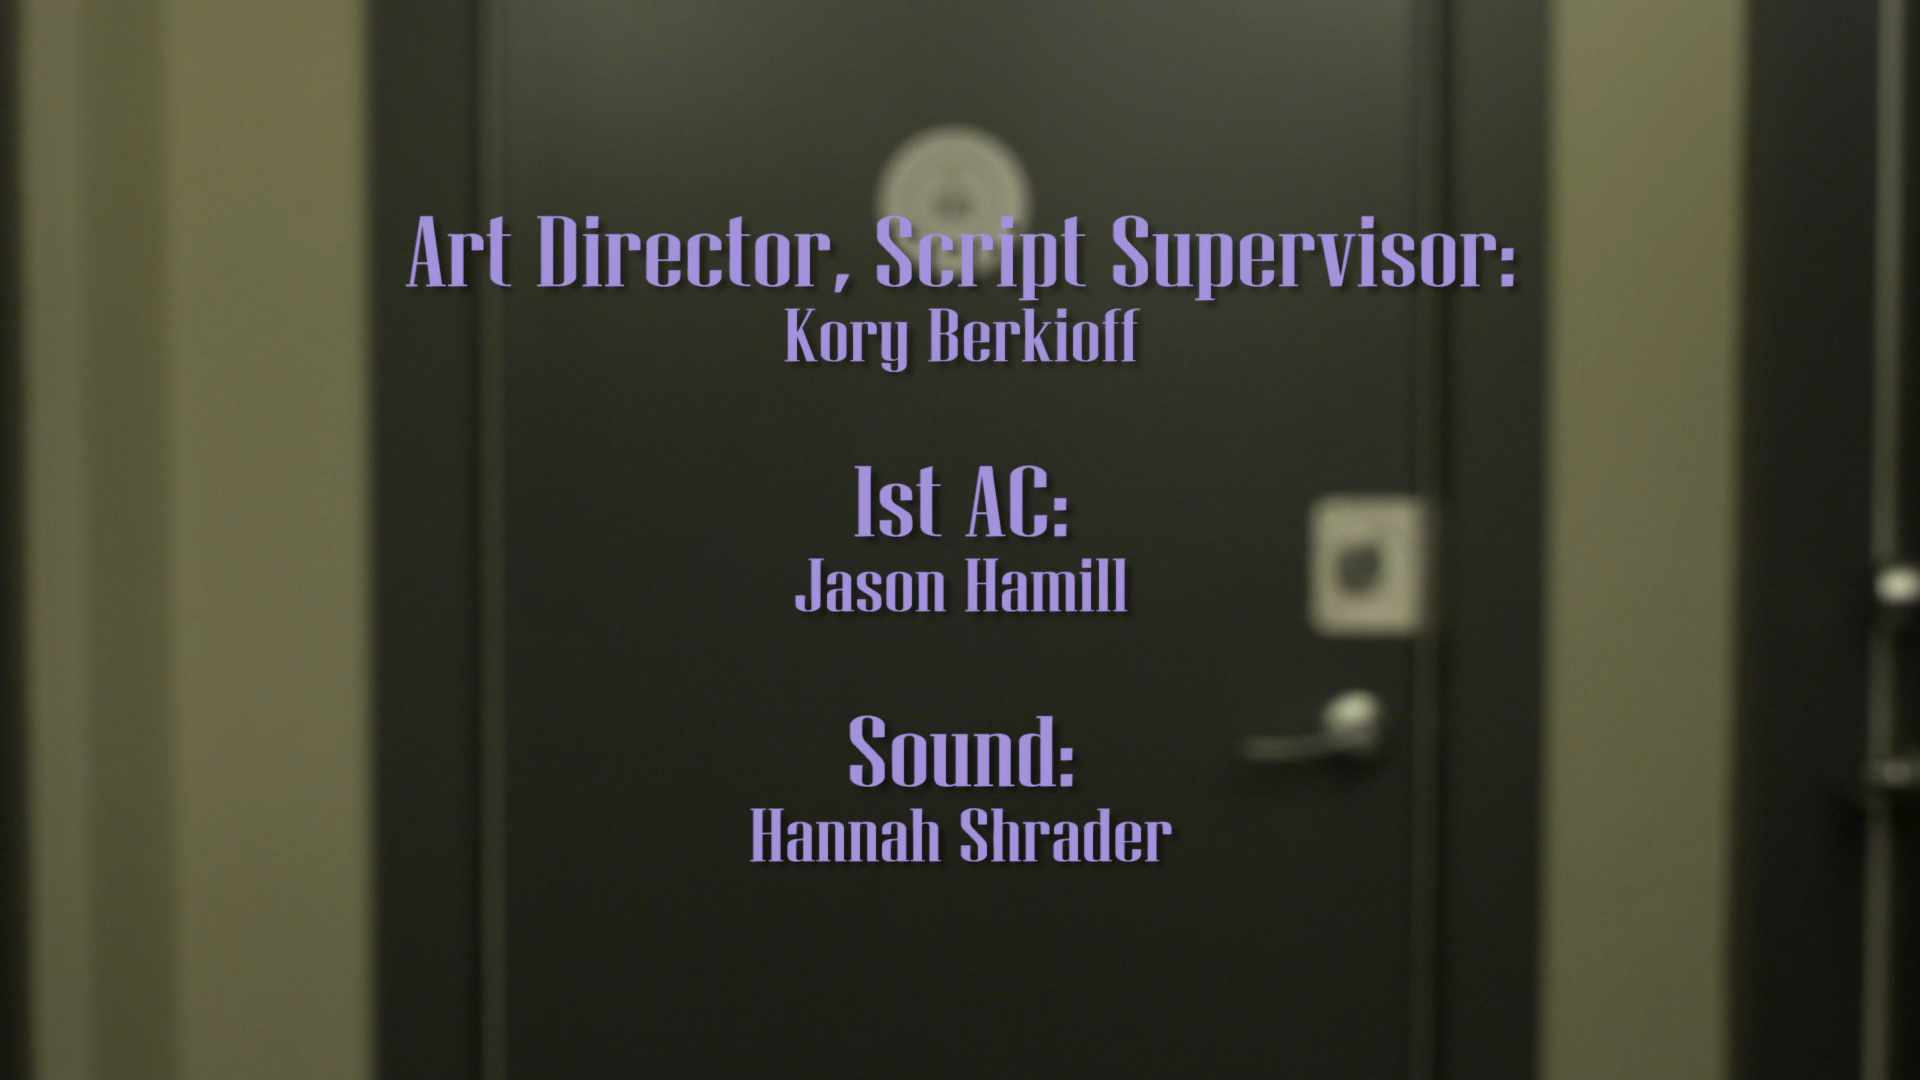 Art Director, Script Supervisor:
Kory Berkioff
1st AC:
Jason Hamill
Sound:
Hannah Shrader